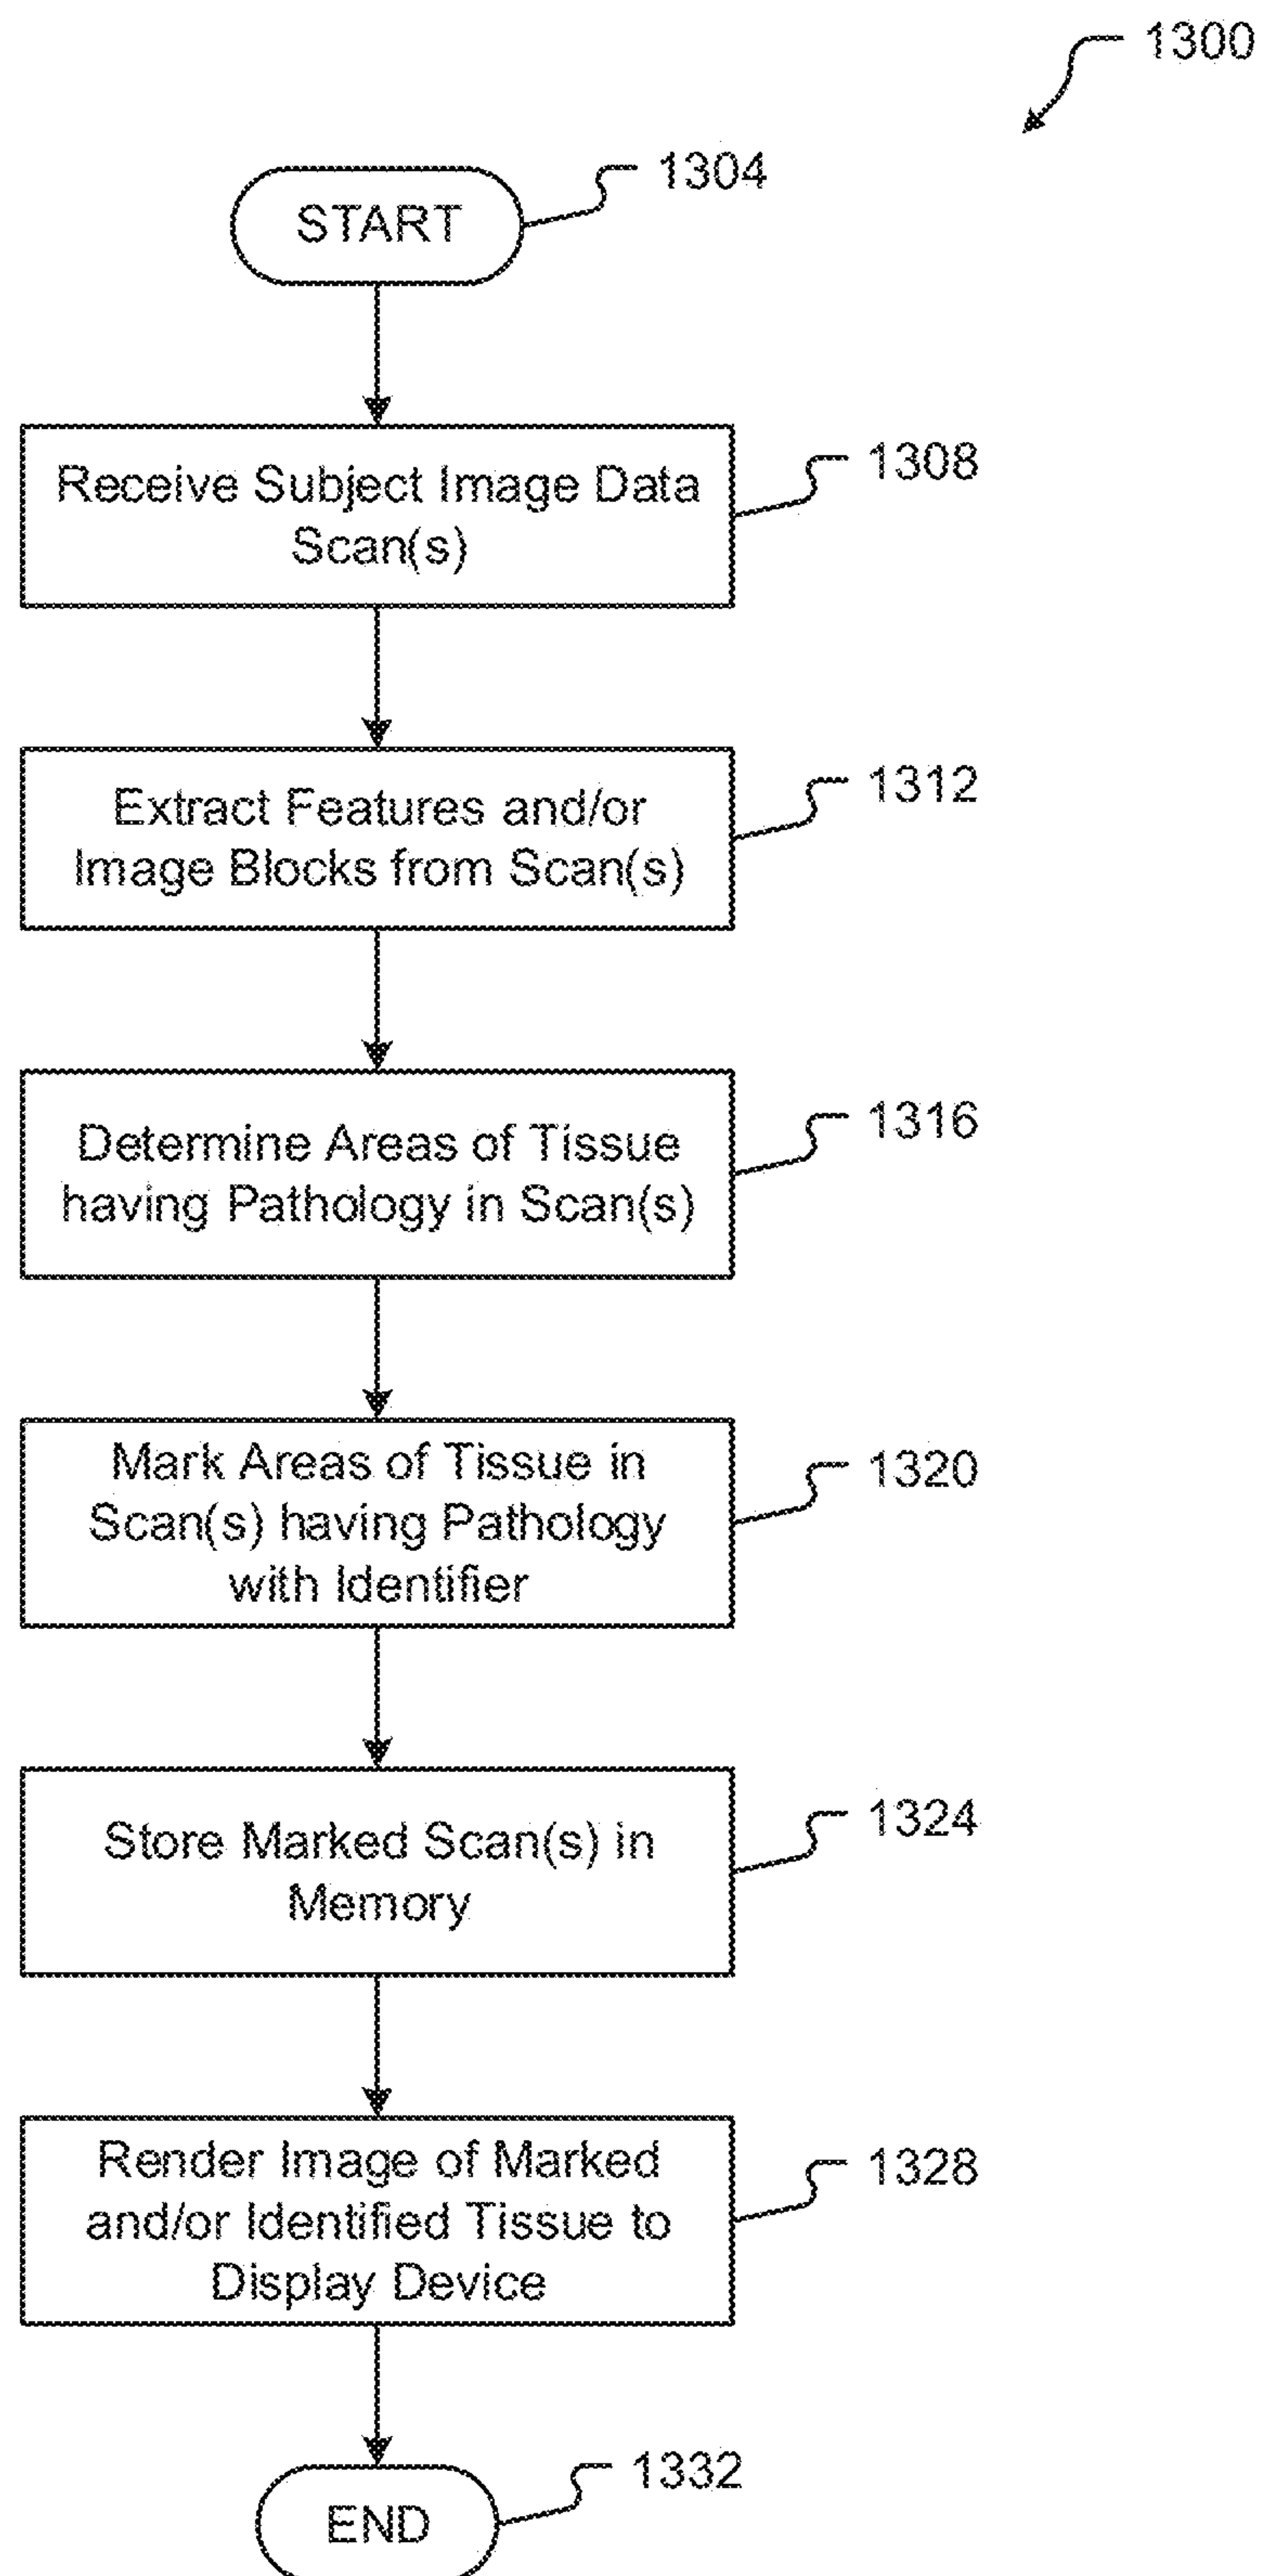 1300
1304
START
1308
Receive Subject Image Data
Scan(s)
1312
Extract Features and/or
Image Blocks from Scan(s)
1316
Determine Areas of Tissue
having Pathology in Scan(s)
1320
Mark Areas of Tissue in
Scan(s) having Pathology
with Identifier
1324
Store Marked Scan(s) in
Memory
1328
Render Image of Marked
and/or Identified Tissue to
Display Device
1332
END